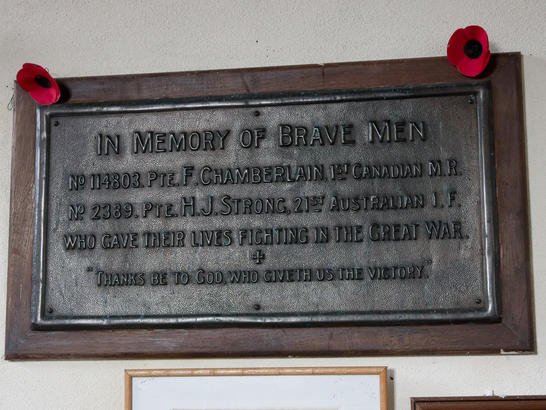 IN MEMORY OF BRAVE MEN
No 114803. PTE. F. CHAMBERLAIN, 1ST CANADIAN M.R.
No 2389. PTE. H.J. STRONG, 21ST AUSTRALIAN I.F.
WHO GAVE THEIR LIVES FIGHTING IN THE GREAT WAR.
"THANKS BE TO GOD, WHO GIVETH US THE VICTORY."